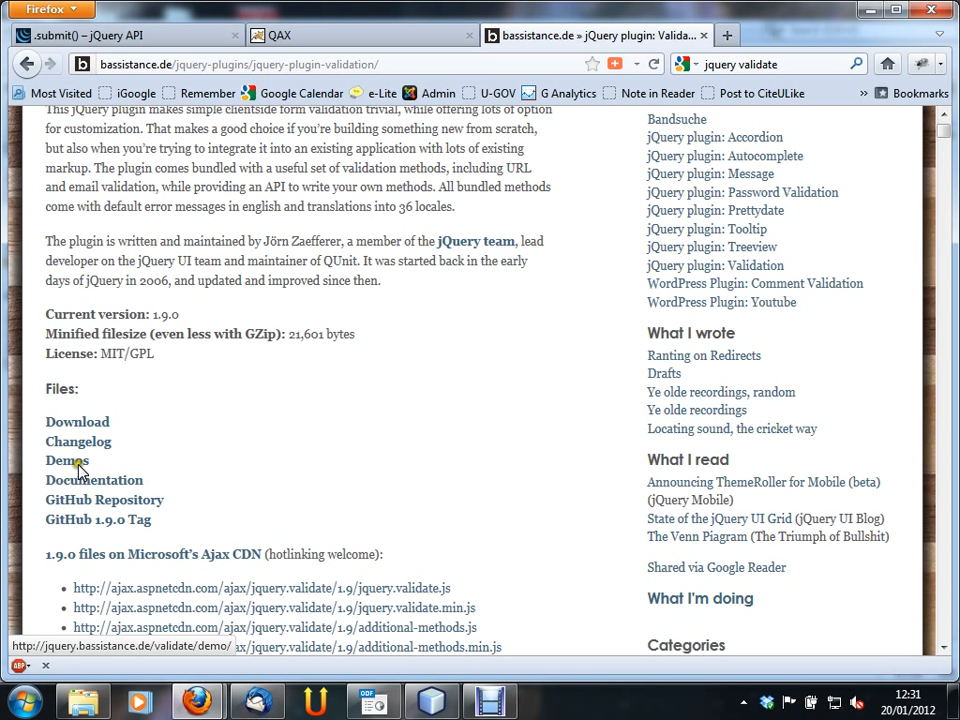 Firefox
.submit() – jQuery API
QAX
bassistance.de » jQuery plugin: Valida...
bassistance.de/jquery-plugins/jquery-plugin-validation/
jquery validate
Most Visited
iGoogle
Remember
Google Calendar
e-Lite
Admin
U-GOV
G Analytics
Note in Reader
Post to CiteULike
»
Bookmarks
This jQuery plugin makes simple clientside form validation trivial, while offering lots of option
for customization. That makes a good choice if you're building something new from scratch,
but also when you're trying to integrate it into an existing application with lots of existing
markup. The plugin comes bundled with a useful set of validation methods, including URL
and email validation, while providing an API to write your own methods. All bundled methods
come with default error messages in english and translations into 36 locales.
The plugin is written and maintained by Jörn Zaefferer, a member of the jQuery team, lead
developer on the jQuery UI team and maintainer of QUnit. It was started back in the early
days of jQuery in 2006, and updated and improved since then.
Current version: 1.9.0
Minified filesize (even less with GZip): 21,601 bytes
License: MIT/GPL
Files:
Download
Changelog
Demos
Documentation
GitHub Repository
GitHub 1.9.0 Tag
1.9.0 files on Microsoft's Ajax CDN (hotlinking welcome):
• http://ajax.aspnetcdn.com/ajax/jquery.validate/1.9/jquery.validate.js
• http://ajax.aspnetcdn.com/ajax/jquery.validate/1.9/jquery.validate.min.js
• http://ajax.aspnetcdn.com/ajax/jquery.validate/1.9/additional-methods.js
http://ajax.aspnetcdn.com/ajax/jquery.validate/1.9/additional-methods.min.js
http://jquery.bassistance.de/validate/demo/
Bandsuche
jQuery plugin: Accordion
jQuery plugin: Autocomplete
jQuery plugin: Message
jQuery plugin: Password Validation
jQuery plugin: Prettydate
jQuery plugin: Tooltip
jQuery plugin: Treeview
jQuery plugin: Validation
WordPress Plugin: Comment Validation
WordPress Plugin: Youtube
What I wrote
Ranting on Redirects
Drafts
Ye olde recordings, random
Ye olde recordings
Locating sound, the cricket way
What I read
Announcing ThemeRoller for Mobile (beta)
(jQuery Mobile)
State of the jQuery UI Grid (jQuery UI Blog)
The Venn Piagram (The Triumph of Bullshit)
Shared via Google Reader
What I'm doing
Categories
ABP
ODF
12:31
20/01/2012